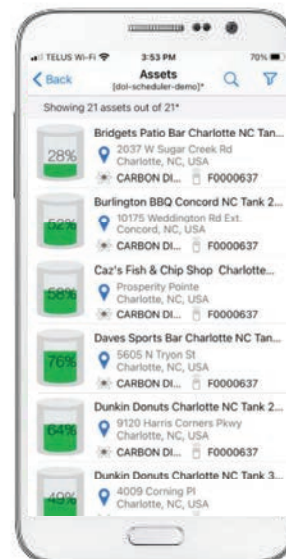 TELUS Wi-Fi 3:53 PM 70%
Back Assets
[dol-scheduler-demo]*
Showing 21 assets out of 21*
Bridgets Patio Bar Charlotte NC Tan...
28% 2037 W Sugar Creek Rd
Charlotte, NC, USA
CARBON DI... F0000637
Burlington BBQ Concord NC Tank 2...
52% 10175 Weddington Rd Ext.
Concord, NC, USA
CARBON DI... F0000637
Caz's Fish & Chip Shop Charlotte...
58% Prosperity Pointe
Charlotte, NC, USA
CARBON DI... F0000637
Daves Sports Bar Charlotte NC Tan...
76% 5605 N Tryon St
Charlotte, NC, USA
CARBON DI... F0000637
Dunkin Donuts Charlotte NC Tank 2...
64% 9120 Harris Corners Pkwy
Charlotte, NC, USA
CARBON DI... F0000637
Dunkin Donuts Charlotte NC Tank 3...
49% 4009 Corning Pl
Charlotte, NC, USA